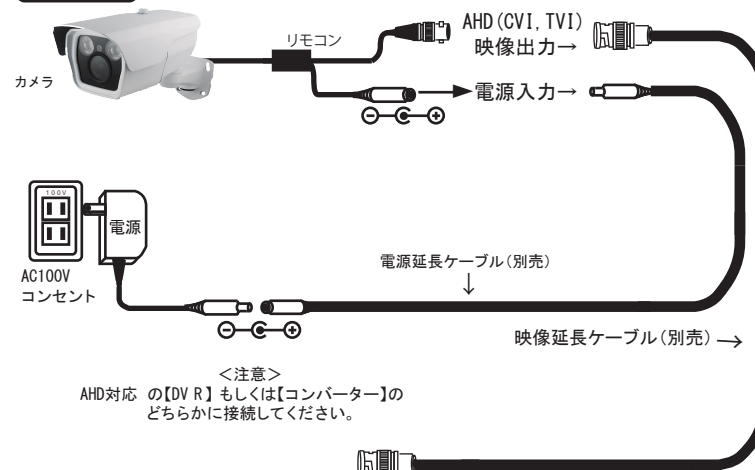 リモコン
AHD(CVI,TVI)
映像出力→
カメラ
電源入力→
100V
電源
AC100V
コンセント
電源延長ケーブル(別売)
↓
映像延長ケーブル(別売)→
<注意>
AHD対応 の【DVR】もしくは【コンバーター】の
どちらかに接続してください。